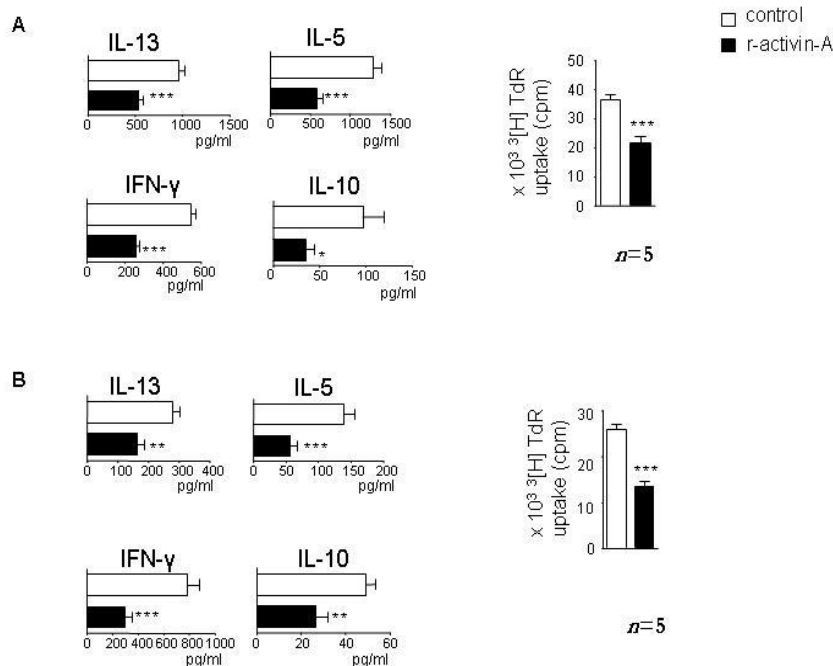 control
r-activin-A
A
IL-13
***
0 500 1000 1500
pg/ml
IL-5
***
0 500 1000 1500
pg/ml
IFN-γ
***
0 200 400 600
pg/ml
IL-10
*
0 50 100 150
pg/ml
x 10³ ³[H] TdR
uptake (cpm)
50
40
30
20
10
0
***
n=5
B
IL-13
**
0 100 200 300 400
pg/ml
IL-5
***
0 50 100 150 200
pg/ml
IFN-γ
***
0 200 400 600 800 1000
pg/ml
IL-10
**
0 20 40 60
pg/ml
x 10³ ³[H] TdR
uptake (cpm)
30
20
10
0
***
n=5